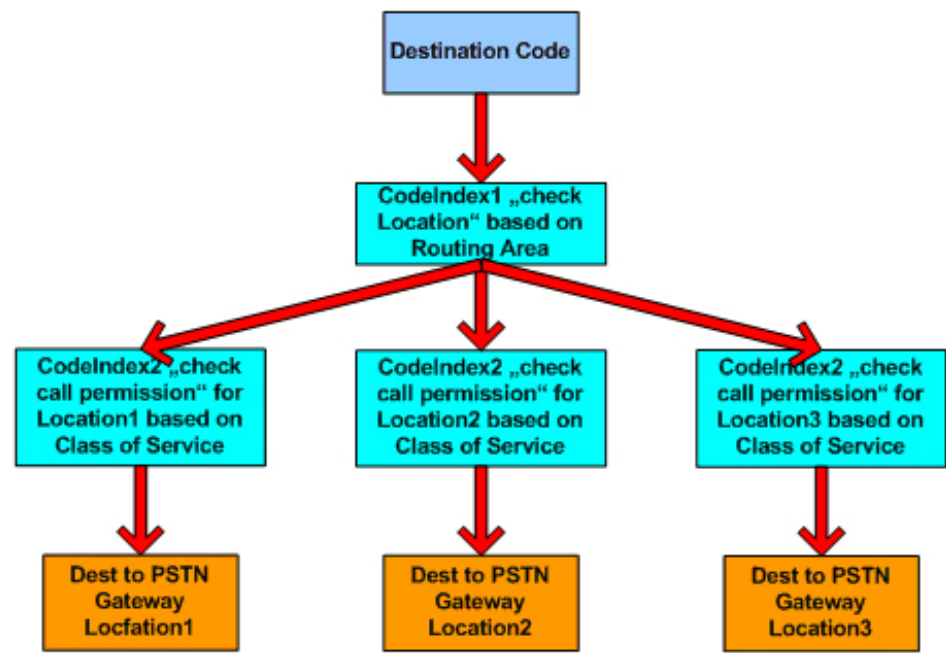 Destination Code
CodeIndex1 „check
Location“ based on
Routing Area
CodeIndex2 „check
call permission“ for
Location1 based on
Class of Service
CodeIndex2 „check
call permission“ for
Location2 based on
Class of Service
CodeIndex2 „check
call permission“ for
Location3 based on
Class of Service
Dest to PSTN
Gateway
Locfation1
Dest to PSTN
Gateway
Location2
Dest to PSTN
Gateway
Location3